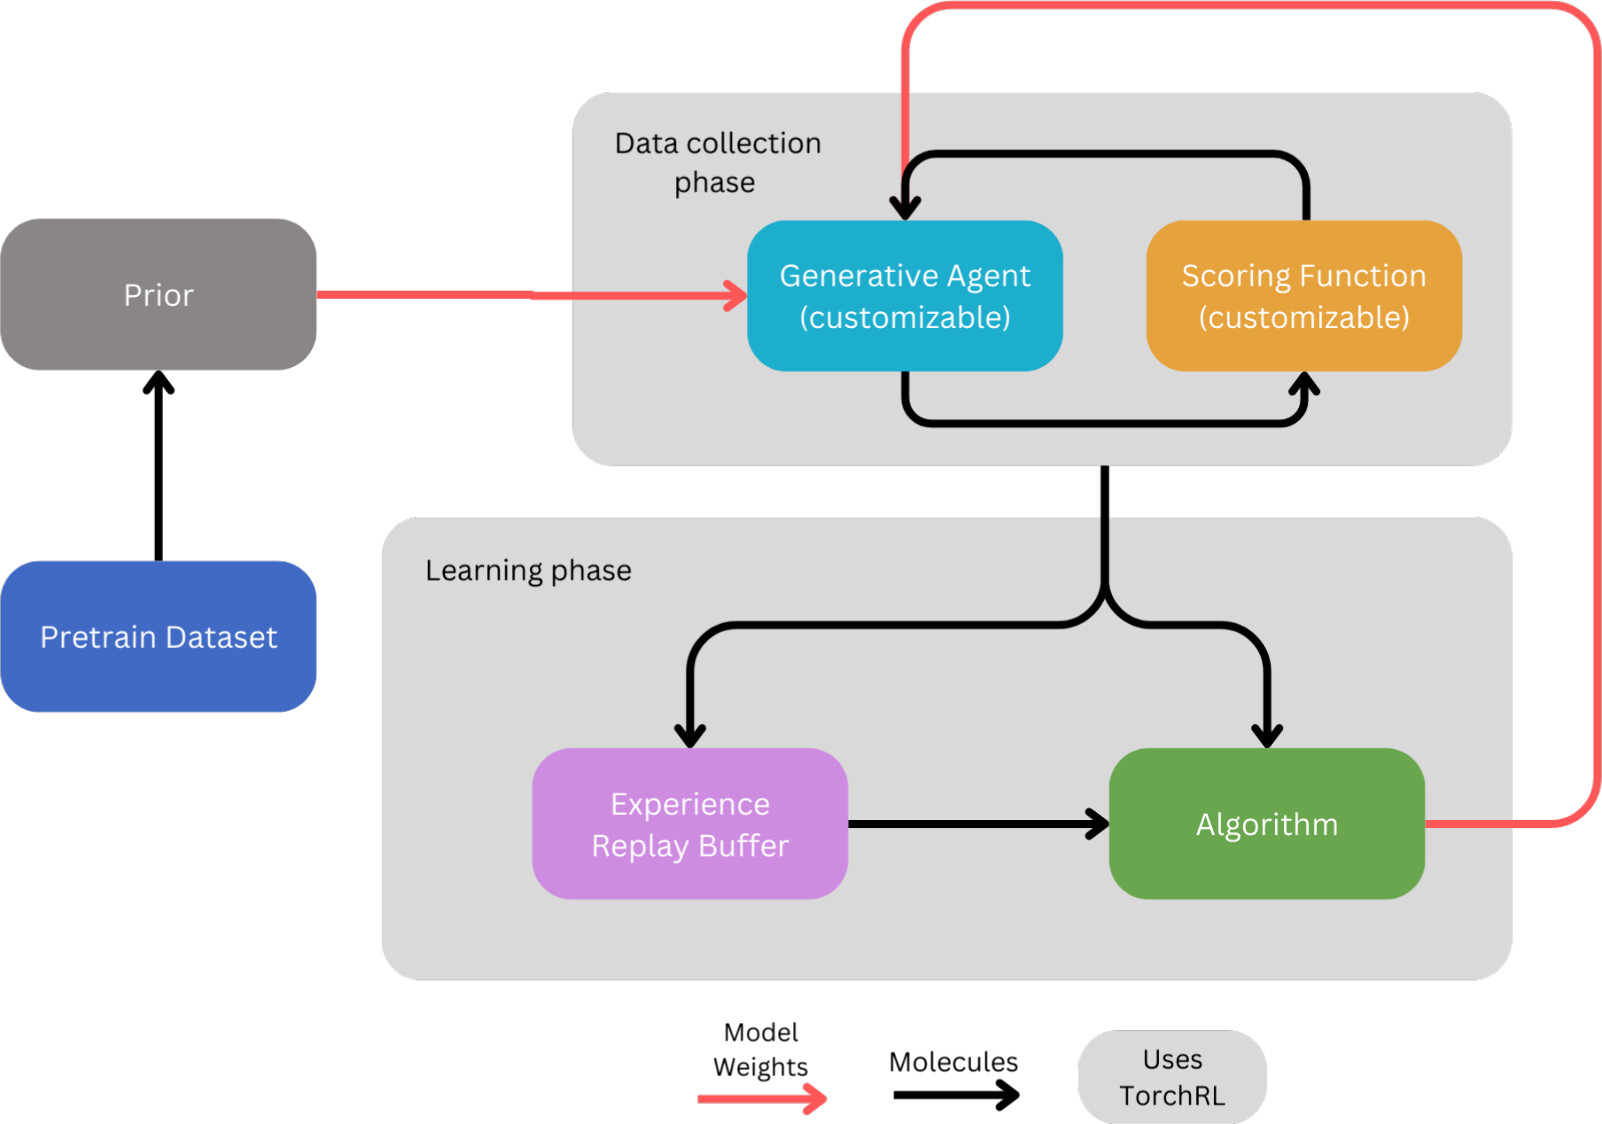 Data collection
phase
Prior
Generative Agent
(customizable)
Scoring Function
(customizable)
Learning phase
Pretrain Dataset
Experience
Replay Buffer
Algorithm
Model
Weights
Molecules
Uses
TorchRL